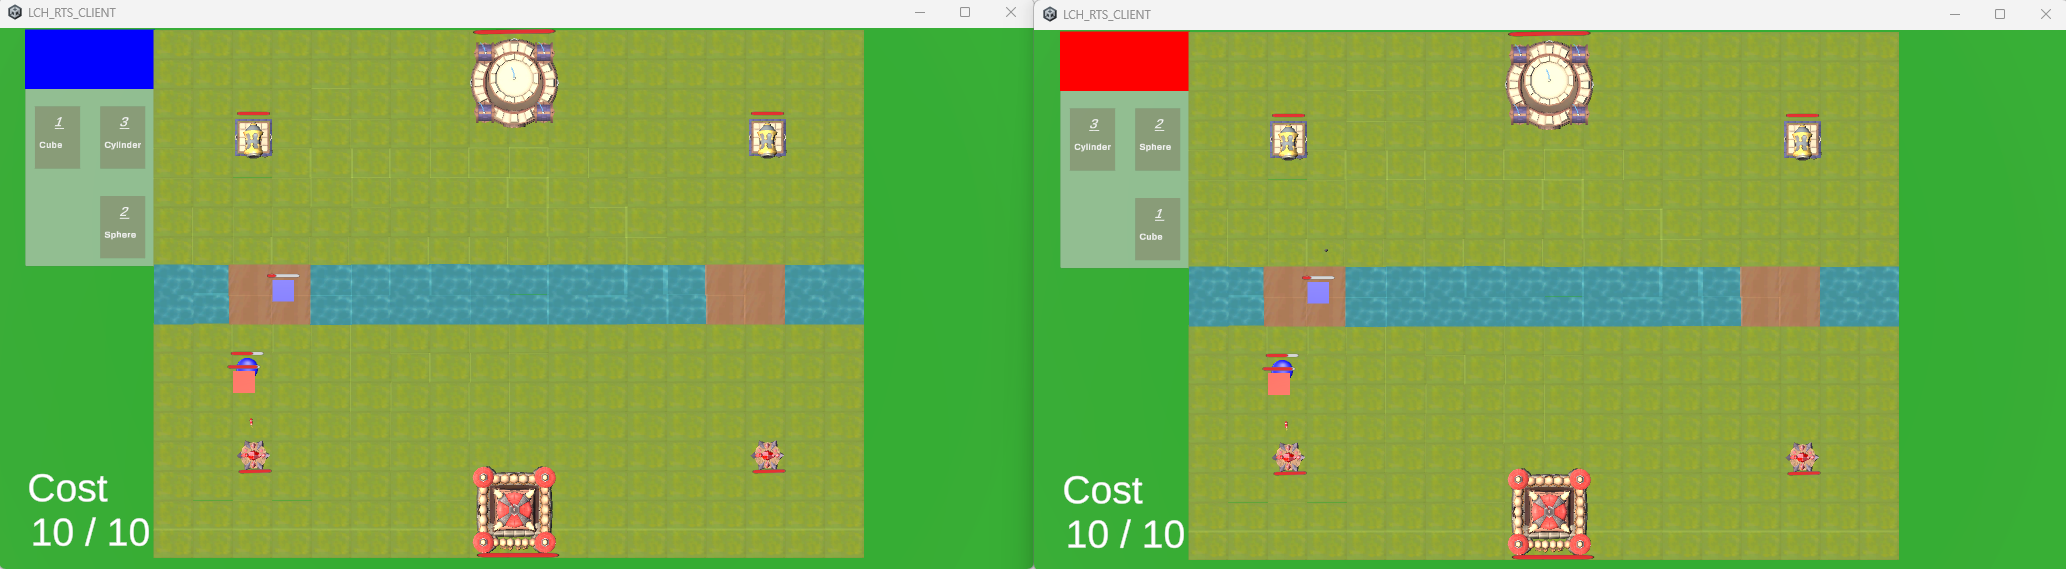 LCH_RTS_CLIENT
1
Cube
3
Cylinder
2
Sphere
Cost
10 / 10
LCH_RTS_CLIENT
3
Cylinder
2
Sphere
1
Cube
Cost
10 / 10